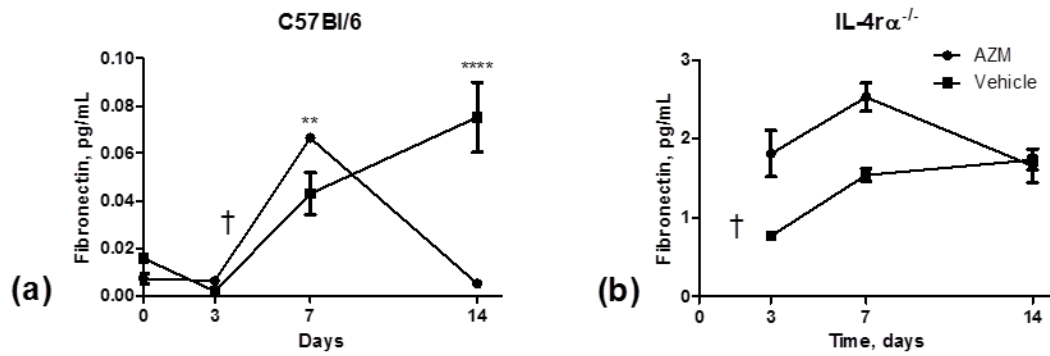 C57Bl/6
Fibronectin, pg/mL
0.10
0.08
0.06
0.04
0.02
0.00
**
****
†
0 3 7 14
Days
(a)
IL-4rα-/-
Fibronectin, pg/mL
3
2
1
0
AZM
Vehicle
†
0 3 7 14
Time, days
(b)